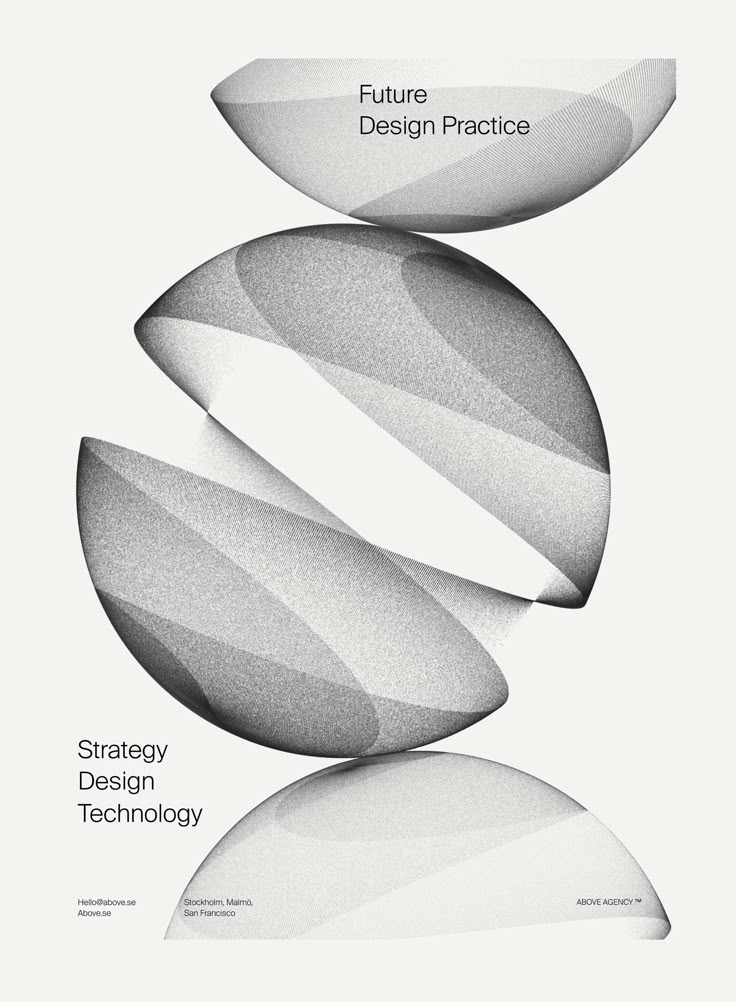 Future
Design Practice
Strategy
Design
Technology
Hello@above.se
Above.se
Stockholm, Malmö,
San Francisco
ABOVE AGENCY ™